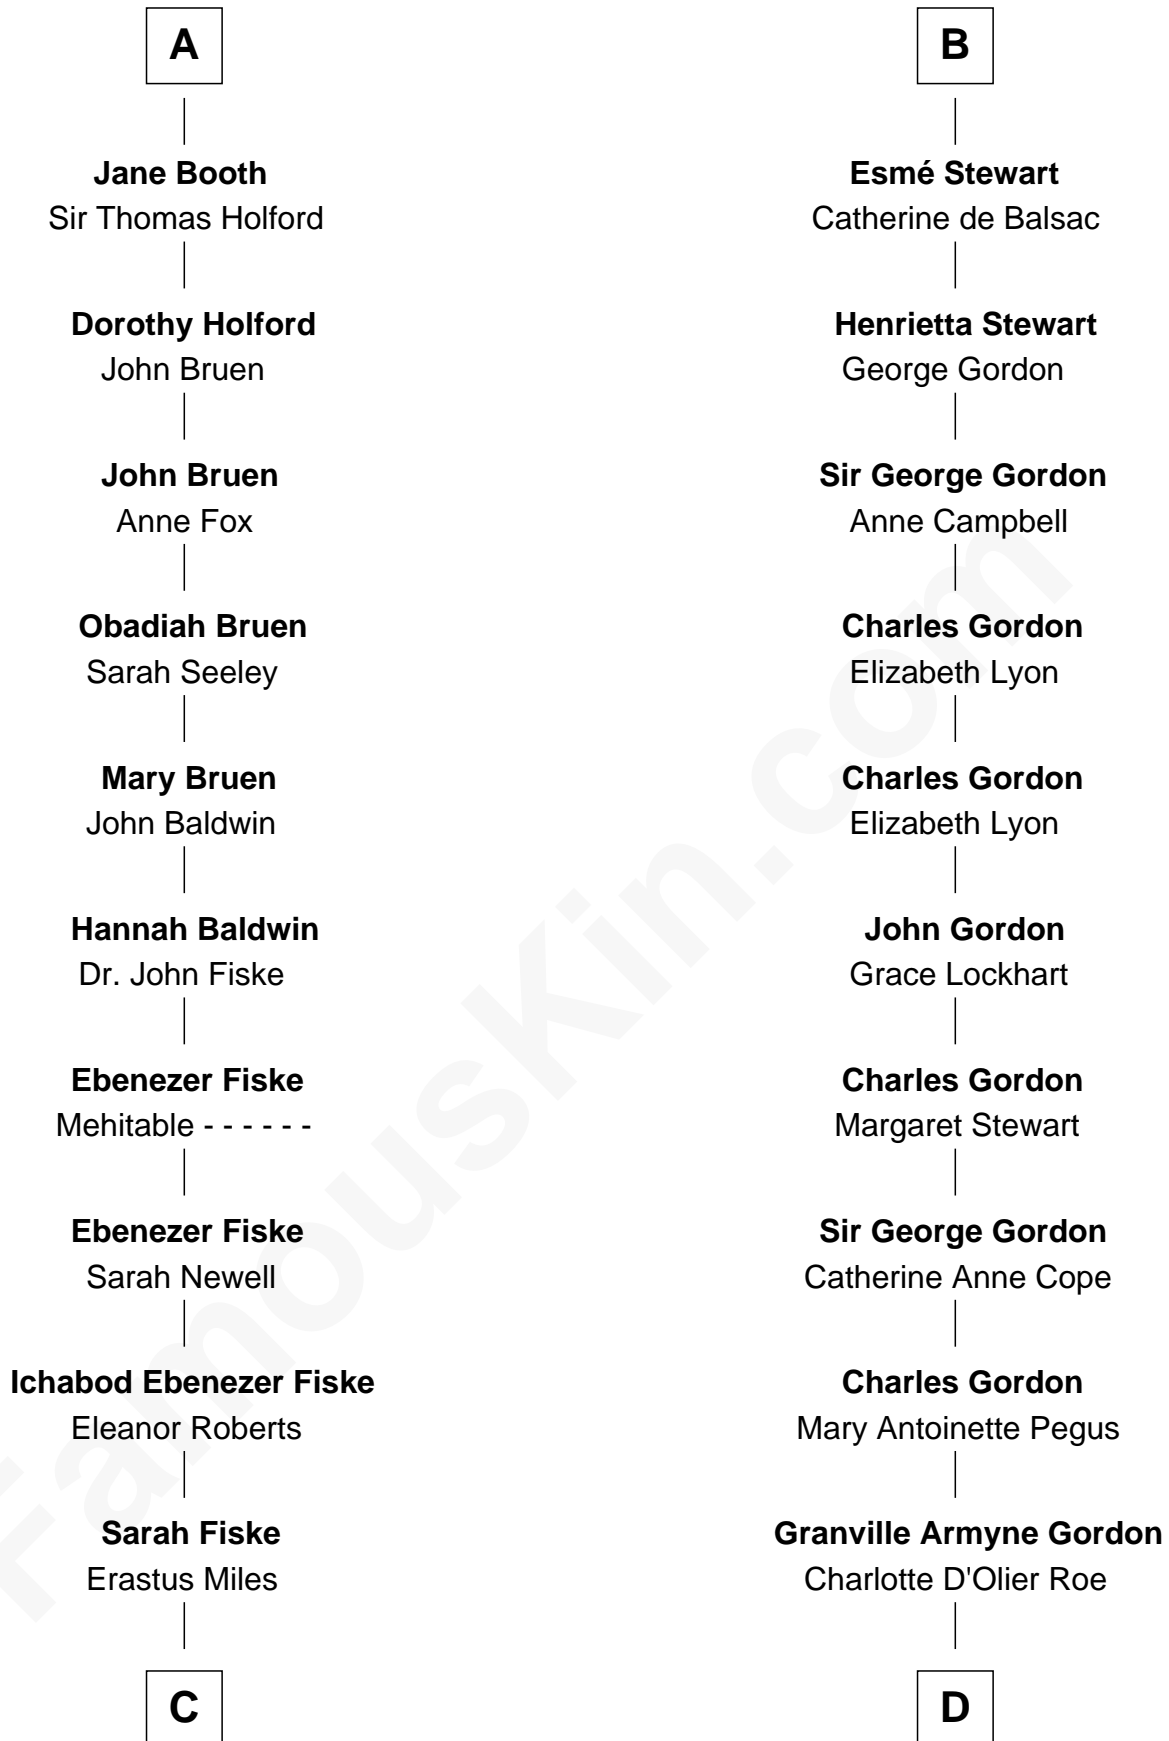 A
Jane Booth
Sir Thomas Holford
Dorothy Holford
John Bruen
John Bruen
Anne Fox
Obadiah Bruen
Sarah Seeley
Mary Bruen
John Baldwin
Hannah Baldwin
Dr. John Fiske
Ebenezer Fiske
Mehitable - - - - - -
Ebenezer Fiske
Sarah Newell
Ichabod Ebenezer Fiske
Eleanor Roberts
Sarah Fiske
Erastus Miles
C
B
Esmé Stewart
Catherine de Balsac
Henrietta Stewart
George Gordon
Sir George Gordon
Anne Campbell
Charles Gordon
Elizabeth Lyon
Charles Gordon
Elizabeth Lyon
John Gordon
Grace Lockhart
Charles Gordon
Margaret Stewart
Sir George Gordon
Catherine Anne Cope
Charles Gordon
Mary Antoinette Pegus
Granville Armyne Gordon
Charlotte D'Olier Roe
D
FamousKin.com